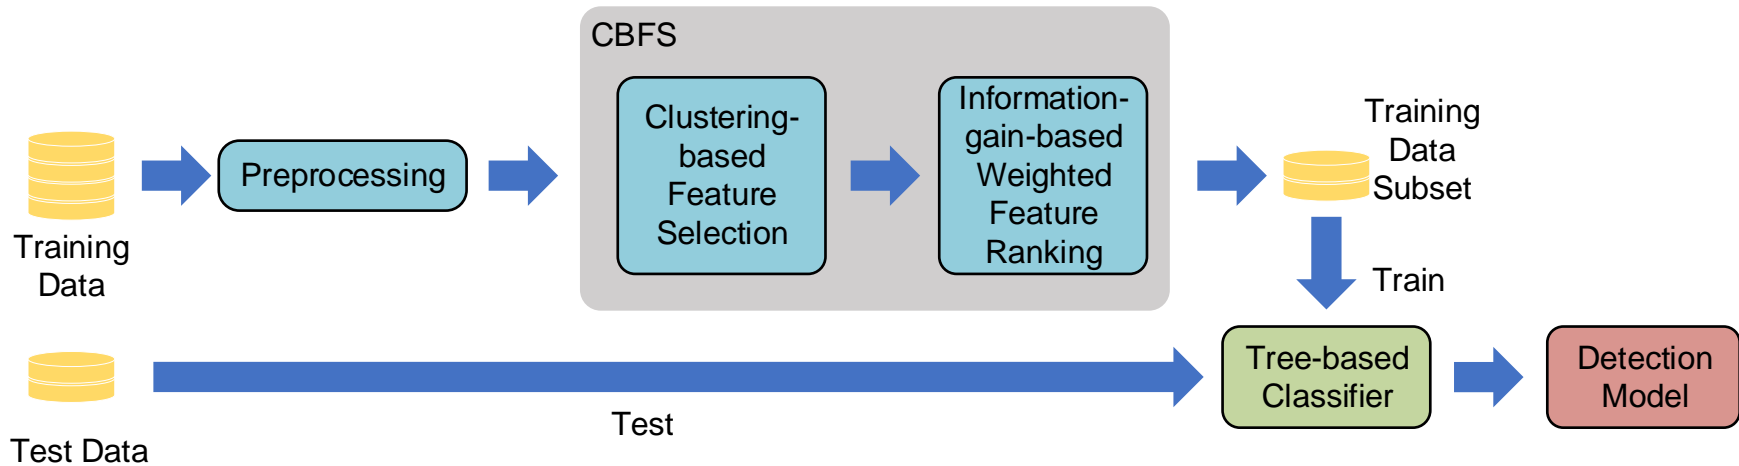 CBFS
Clustering-
based
Feature
Selection
Information-
gain-based
Weighted
Feature
Ranking
Training
Data
Subset
Preprocessing
Training
Data
Train
Tree-based
Classifier
Detection
Model
Test
Test Data